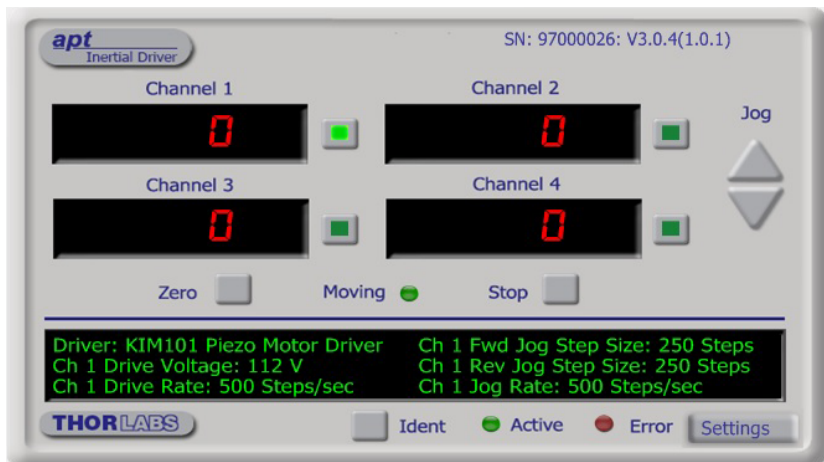 apt
Inertial Driver
SN: 97000026: V3.0.4(1.0.1)
Channel 1
Channel 2
0
0
Jog
Channel 3
Channel 4
0
0
Zero
Moving
Stop
Driver: KIM101 Piezo Motor Driver
Ch 1 Fwd Jog Step Size: 250 Steps
Ch 1 Drive Voltage: 112 V
Ch 1 Rev Jog Step Size: 250 Steps
Ch 1 Drive Rate: 500 Steps/sec
Ch 1 Jog Rate: 500 Steps/sec
THORLABS
Ident
Active
Error
Settings